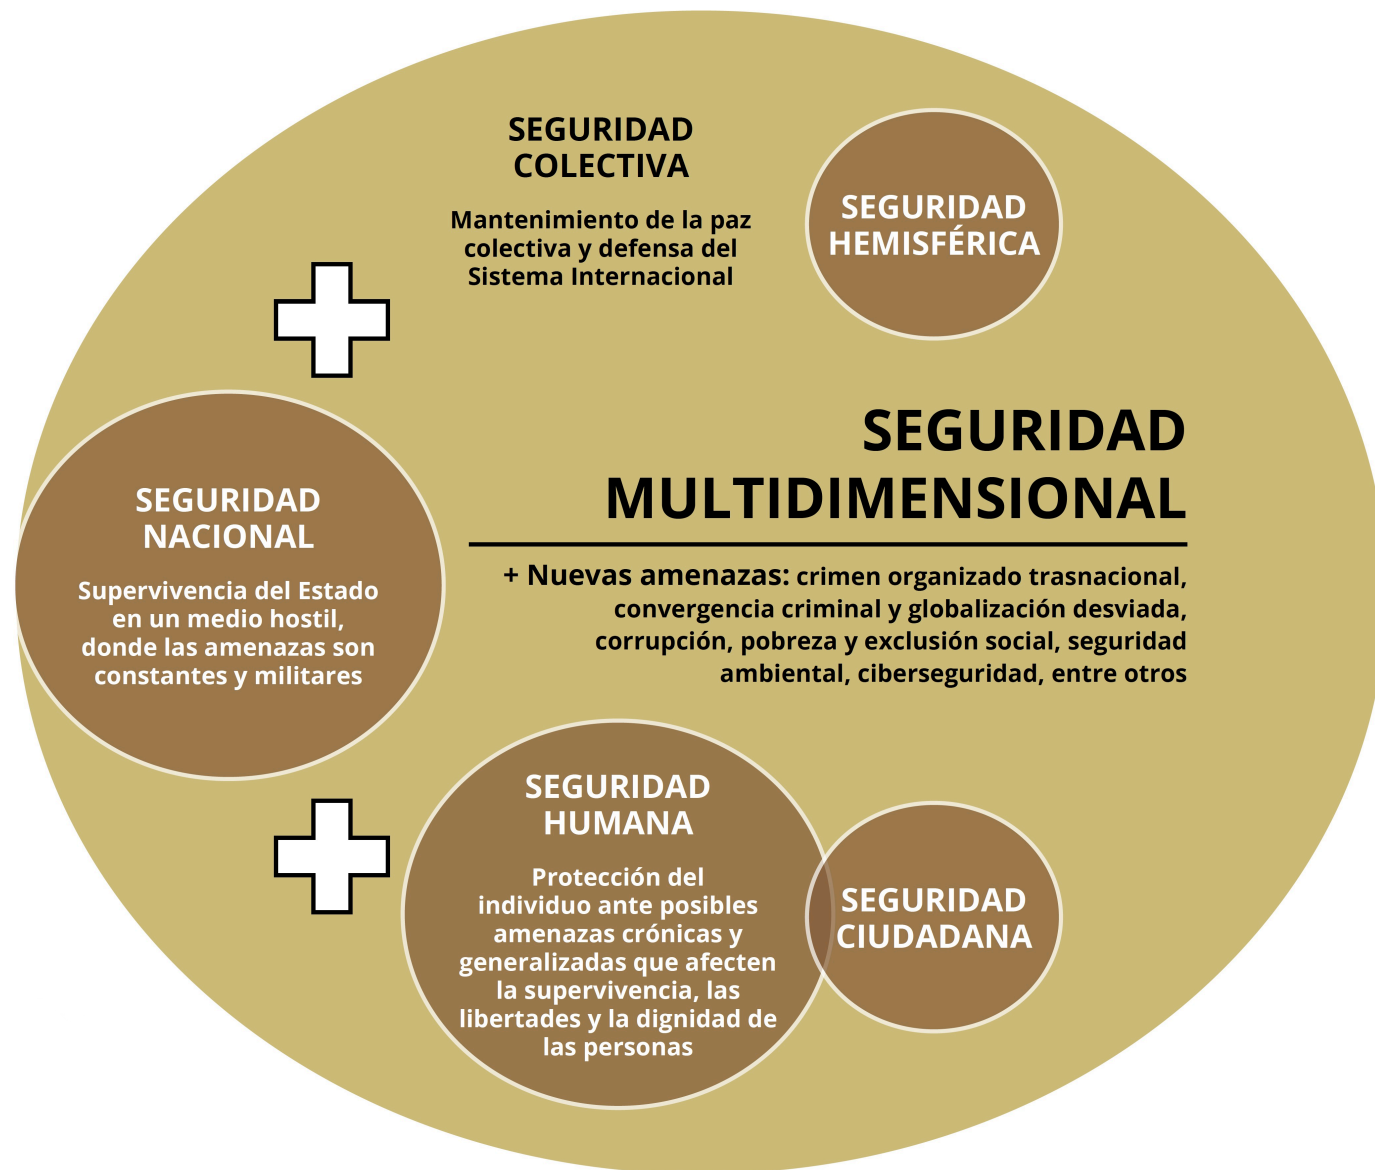 SEGURIDAD
COLECTIVA
Mantenimiento de la paz
colectiva y defensa del
Sistema Internacional
SEGURIDAD
HEMISFÉRICA
SEGURIDAD
MULTIDIMENSIONAL
+ Nuevas amenazas: crimen organizado trasnacional,
convergencia criminal y globalización desviada,
corrupción, pobreza y exclusión social, seguridad
ambiental, ciberseguridad, entre otros
SEGURIDAD
NACIONAL
Supervivencia del Estado
en un medio hostil,
donde las amenazas son
constantes y militares
SEGURIDAD
HUMANA
Protección del
individuo ante posibles
amenazas crónicas y
generalizadas que afecten
la supervivencia, las
libertades y la dignidad de
las personas
SEGURIDAD
CIUDADANA